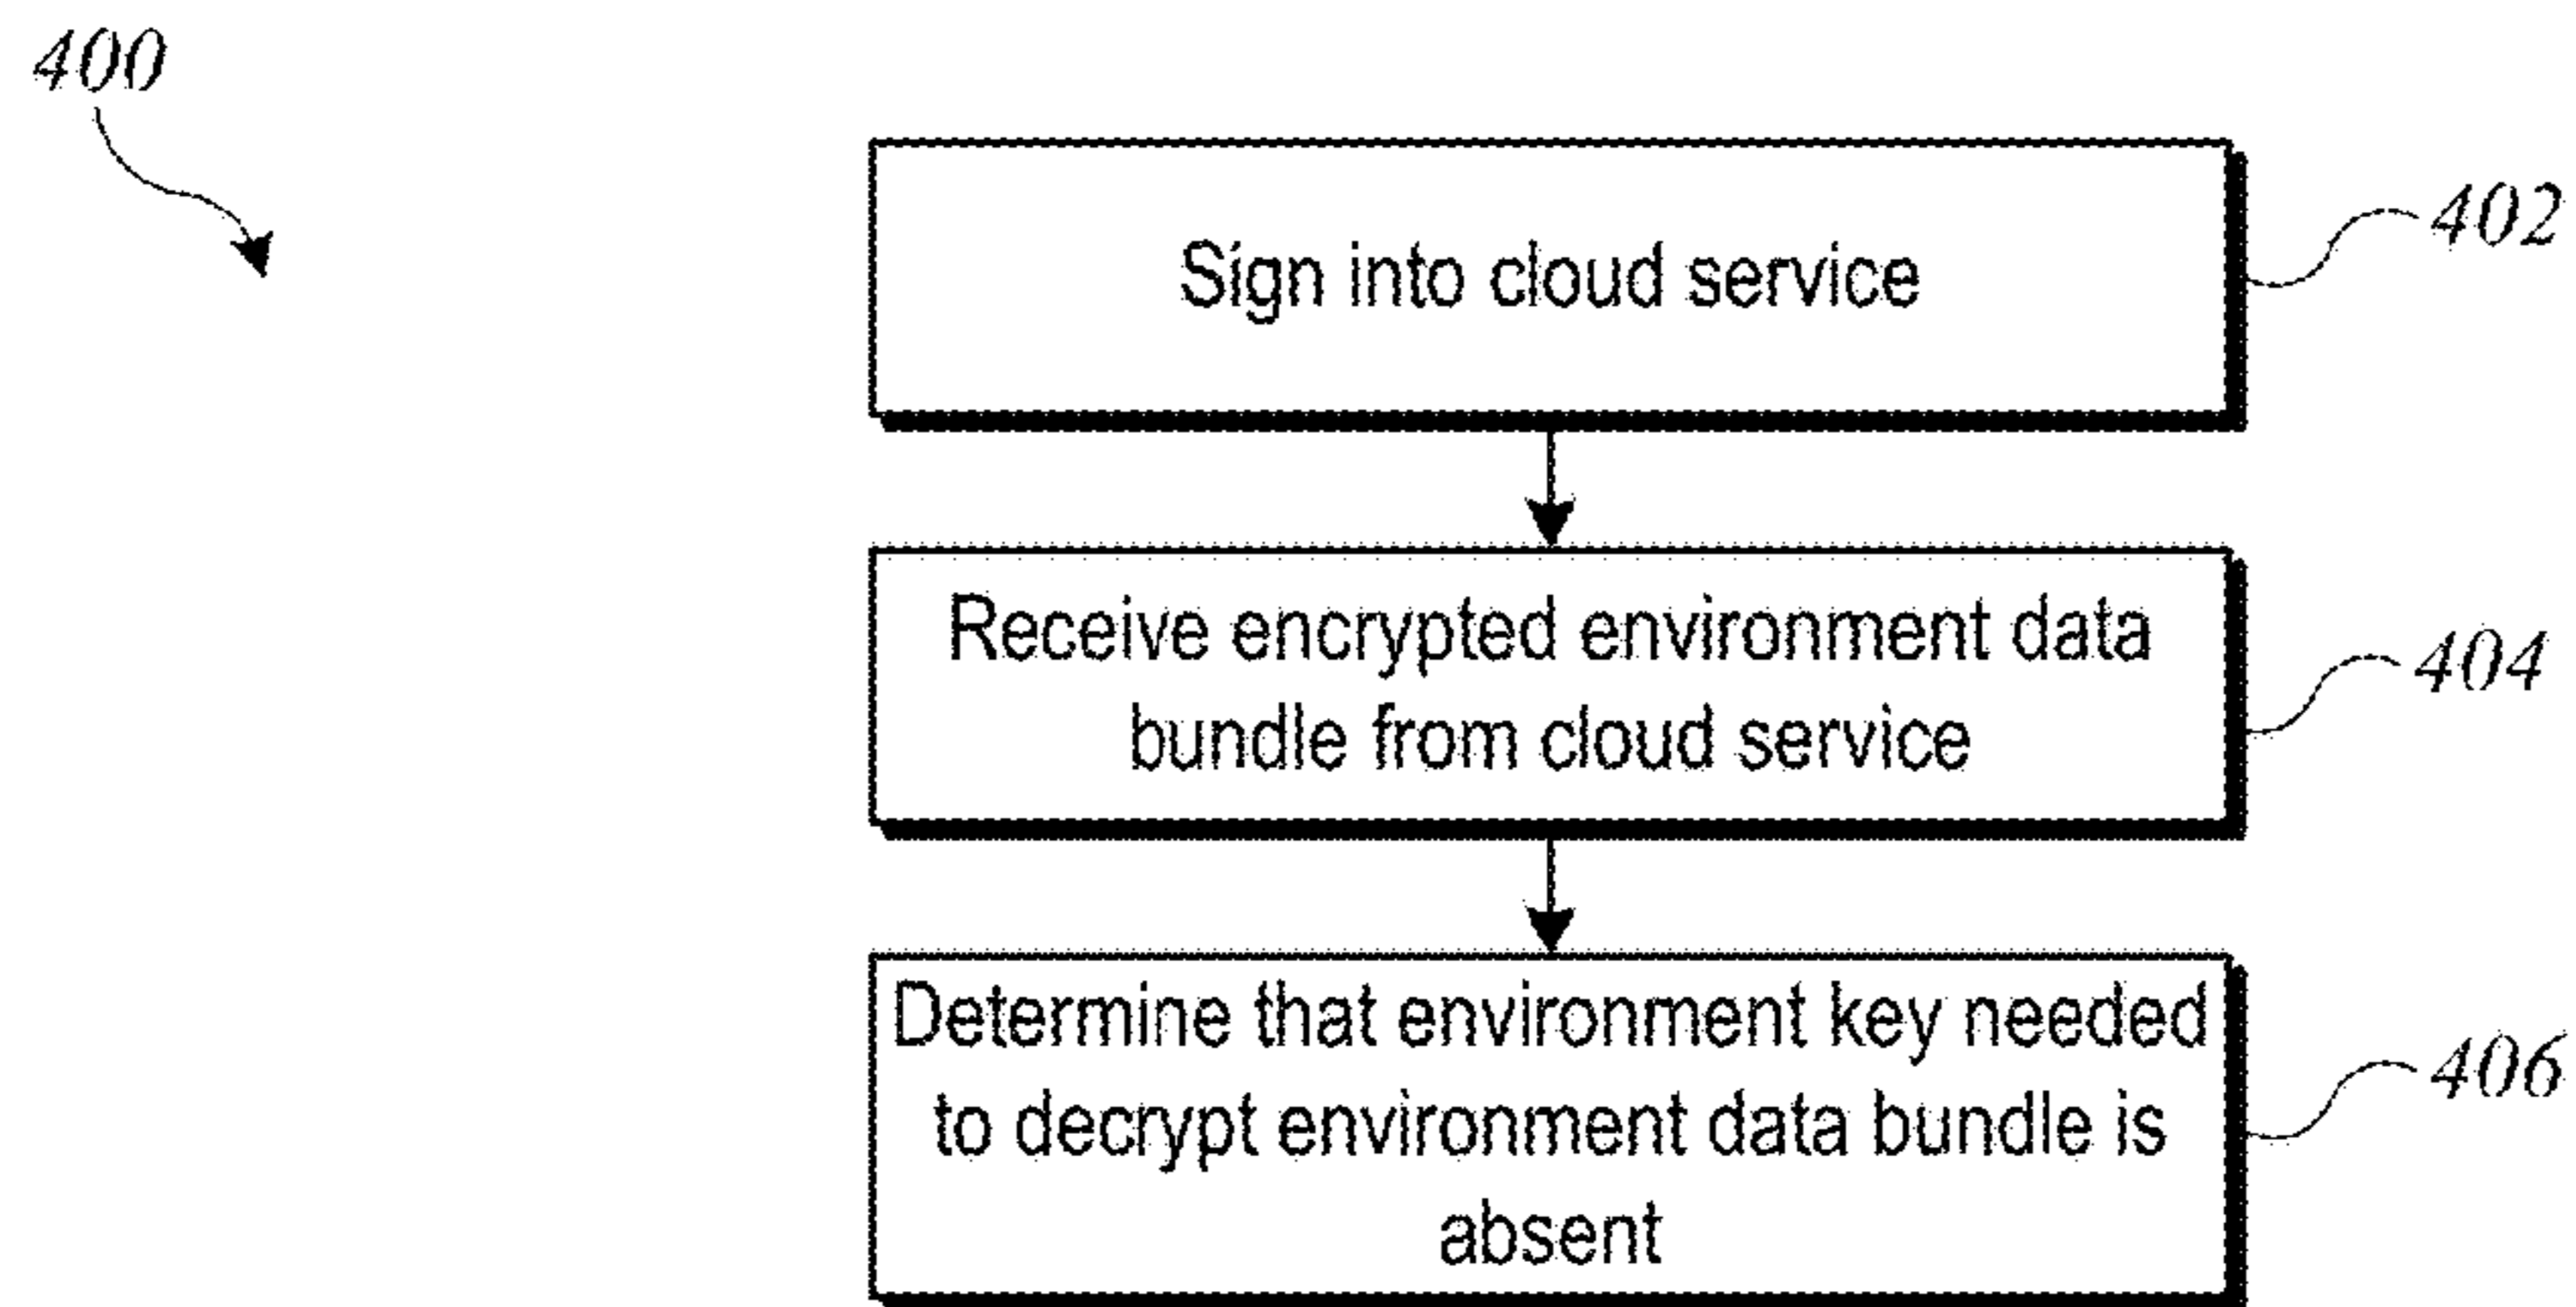 400
Sign into cloud service
402
Receive encrypted environment data
bundle from cloud service
404
Determine that environment key needed
to decrypt environment data bundle is
absent
406